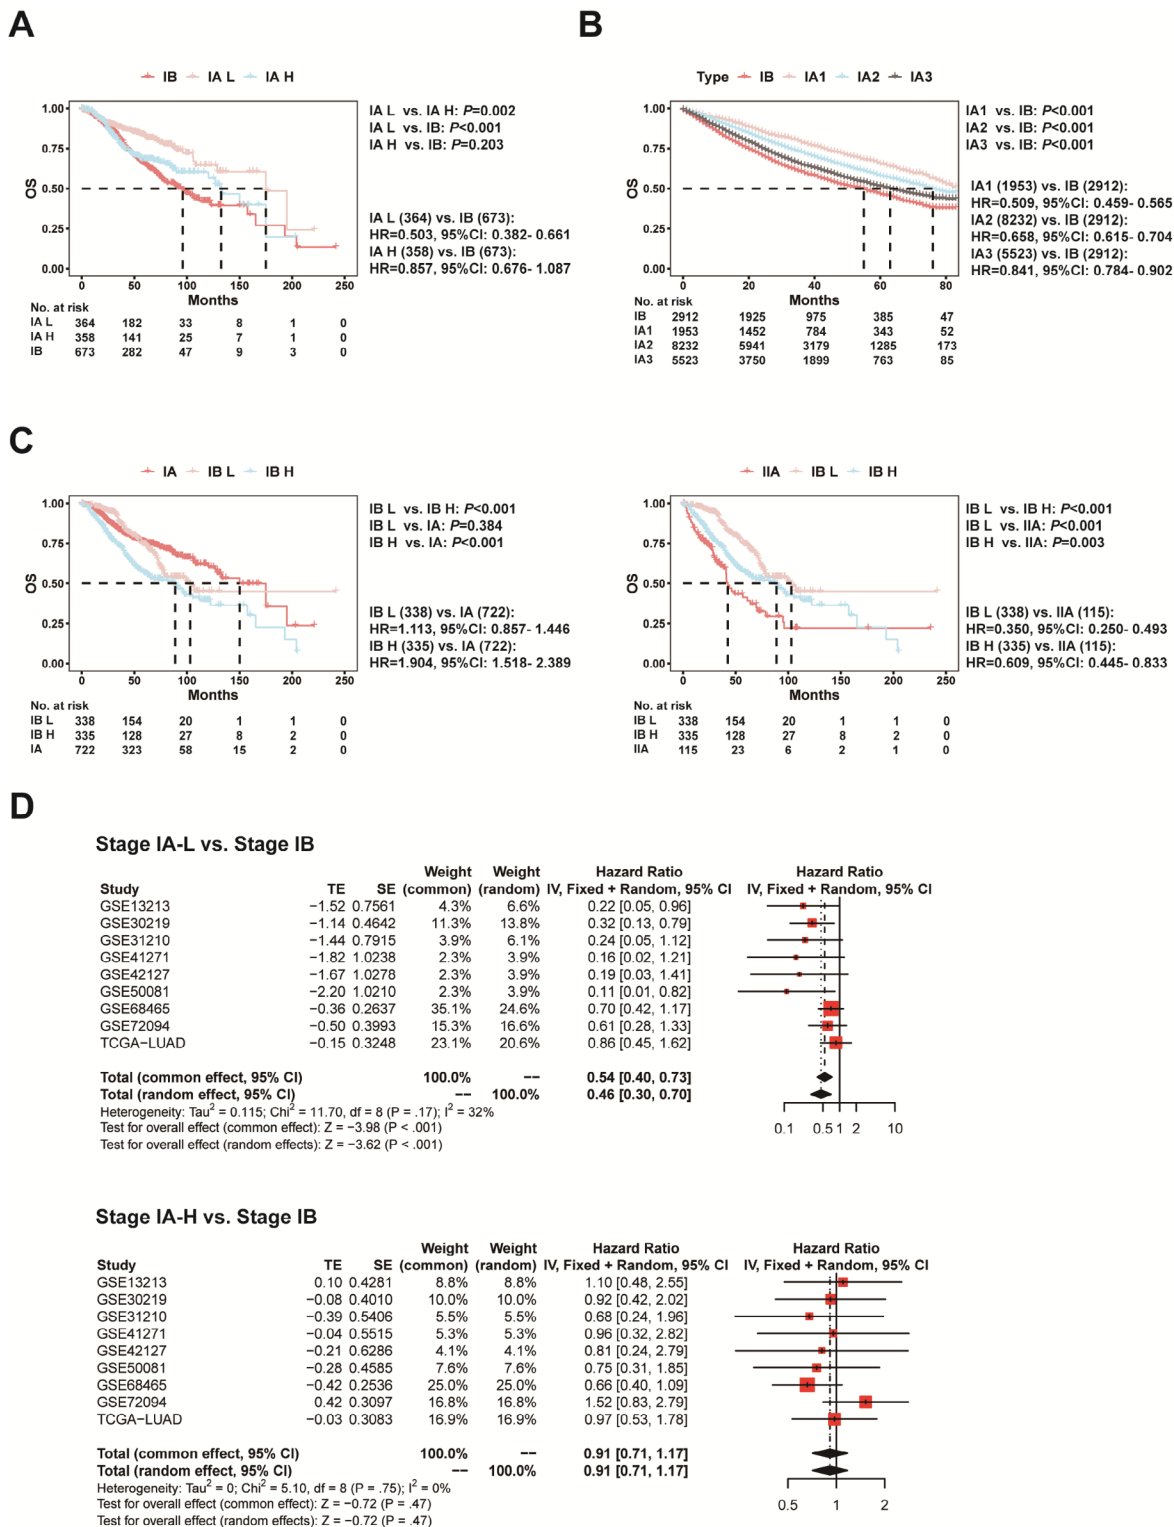 A
IB IA L IA H
1.00
0.75
0.50
0.25
0.00
OS
0 50 100 150 200 250
Months
IA L vs. IA H: P=0.002
IA L vs. IB: P<0.001
IA H vs. IB: P=0.203
IA L (364) vs. IB (673):
HR=0.503, 95%CI: 0.382- 0.661
IA H (358) vs. IB (673):
HR=0.857, 95%CI: 0.676- 1.087
No. at risk
IA L 364 182 33 8 1 0
IA H 358 141 25 7 1 0
IB 673 282 47 9 3 0
B
Type IB IA1 IA2 IA3
1.00
0.75
0.50
0.25
0.00
OS
0 20 40 60 80
Months
IA1 vs. IB: P<0.001
IA2 vs. IB: P<0.001
IA3 vs. IB: P<0.001
IA1 (1953) vs. IB (2912):
HR=0.509, 95%CI: 0.459- 0.565
IA2 (8232) vs. IB (2912):
HR=0.658, 95%CI: 0.615- 0.704
IA3 (5523) vs. IB (2912):
HR=0.841, 95%CI: 0.784- 0.902
No. at risk
IB 2912 1925 975 385 47
IA1 1953 1452 784 343 52
IA2 8232 5941 3179 1285 173
IA3 5523 3750 1899 763 85
C
IA IB L IB H
1.00
0.75
0.50
0.25
0.00
OS
0 50 100 150 200 250
Months
IB L vs. IB H: P<0.001
IB L vs. IA: P=0.384
IB H vs. IA: P<0.001
IB L (338) vs. IA (722):
HR=1.113, 95%CI: 0.857- 1.446
IB H (335) vs. IA (722):
HR=1.904, 95%CI: 1.518- 2.389
No. at risk
IB L 338 154 20 1 1 0
IB H 335 128 27 8 2 0
IA 722 323 58 15 2 0
IIA IB L IB H
1.00
0.75
0.50
0.25
0.00
OS
0 50 100 150 200 250
Months
IB L vs. IB H: P<0.001
IB L vs. IIA: P<0.001
IB H vs. IIA: P=0.003
IB L (338) vs. IIA (115):
HR=0.350, 95%CI: 0.250- 0.493
IB H (335) vs. IIA (115):
HR=0.609, 95%CI: 0.445- 0.833
No. at risk
IB L 338 154 20 1 1 0
IB H 335 128 27 8 2 0
IIA 115 23 6 2 1 0
D
Stage IA-L vs. Stage IB
Weight Weight Hazard Ratio Hazard Ratio
Study TE SE (common) (random) IV, Fixed + Random, 95% CI IV, Fixed + Random, 95% CI
GSE13213 −1.52 0.7561 4.3% 6.6% 0.22 [0.05, 0.96]
GSE30219 −1.14 0.4642 11.3% 13.8% 0.32 [0.13, 0.79]
GSE31210 −1.44 0.7915 3.9% 6.1% 0.24 [0.05, 1.12]
GSE41271 −1.82 1.0238 2.3% 3.9% 0.16 [0.02, 1.21]
GSE42127 −1.67 1.0278 2.3% 3.9% 0.19 [0.03, 1.41]
GSE50081 −2.20 1.0210 2.3% 3.9% 0.11 [0.01, 0.82]
GSE68465 −0.36 0.2637 35.1% 24.6% 0.70 [0.42, 1.17]
GSE72094 −0.50 0.3993 15.3% 16.6% 0.61 [0.28, 1.33]
TCGA−LUAD −0.15 0.3248 23.1% 20.6% 0.86 [0.45, 1.62]
Total (common effect, 95% CI) 100.0% −− 0.54 [0.40, 0.73]
Total (random effect, 95% CI) −− 100.0% 0.46 [0.30, 0.70]
Heterogeneity: Tau² = 0.115; Chi² = 11.70, df = 8 (P = .17); I² = 32%
Test for overall effect (common effect): Z = −3.98 (P < .001)
Test for overall effect (random effects): Z = −3.62 (P < .001)
0.1 0.5 1 2 10
Stage IA-H vs. Stage IB
Weight Weight Hazard Ratio Hazard Ratio
Study TE SE (common) (random) IV, Fixed + Random, 95% CI IV, Fixed + Random, 95% CI
GSE13213 0.10 0.4281 8.8% 8.8% 1.10 [0.48, 2.55]
GSE30219 −0.08 0.4010 10.0% 10.0% 0.92 [0.42, 2.02]
GSE31210 −0.39 0.5406 5.5% 5.5% 0.68 [0.24, 1.96]
GSE41271 −0.04 0.5515 5.3% 5.3% 0.96 [0.32, 2.82]
GSE42127 −0.21 0.6286 4.1% 4.1% 0.81 [0.24, 2.79]
GSE50081 −0.28 0.4585 7.6% 7.6% 0.75 [0.31, 1.85]
GSE68465 −0.42 0.2536 25.0% 25.0% 0.66 [0.40, 1.09]
GSE72094 0.42 0.3097 16.8% 16.8% 1.52 [0.83, 2.79]
TCGA−LUAD −0.03 0.3083 16.9% 16.9% 0.97 [0.53, 1.78]
Total (common effect, 95% CI) 100.0% −− 0.91 [0.71, 1.17]
Total (random effect, 95% CI) −− 100.0% 0.91 [0.71, 1.17]
Heterogeneity: Tau² = 0; Chi² = 5.10, df = 8 (P = .75); I² = 0%
Test for overall effect (common effect): Z = −0.72 (P = .47)
Test for overall effect (random effects): Z = −0.72 (P = .47)
0.5 1 2